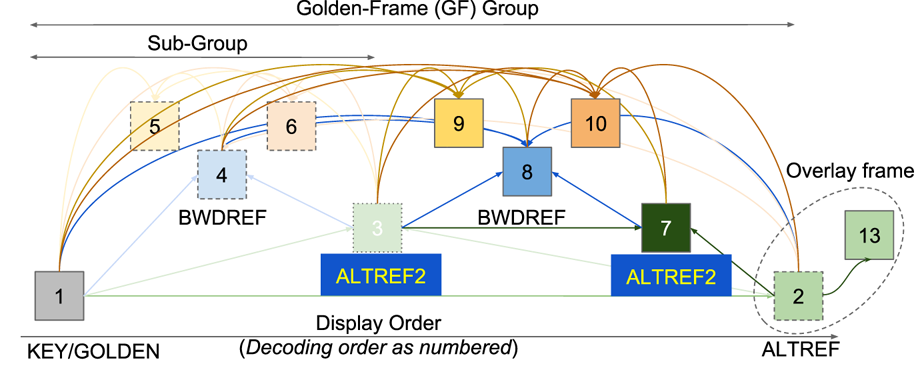 Golden-Frame (GF) Group
Sub-Group
5
6
9
10
4
8
Overlay frame
BWDREF
BWDREF
3
7
13
ALTREF2
ALTREF2
1
2
Display Order
(Decoding order as numbered)
KEY/GOLDEN
ALTREF